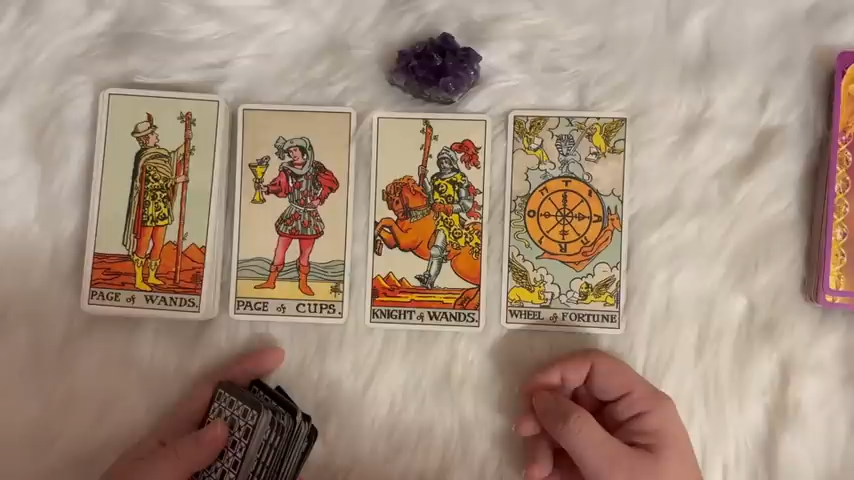 PAGE of WANDS.
PAGE of CUPS.
KNIGHT of WANDS.
WHEEL of FORTUNE
T
A
R
O